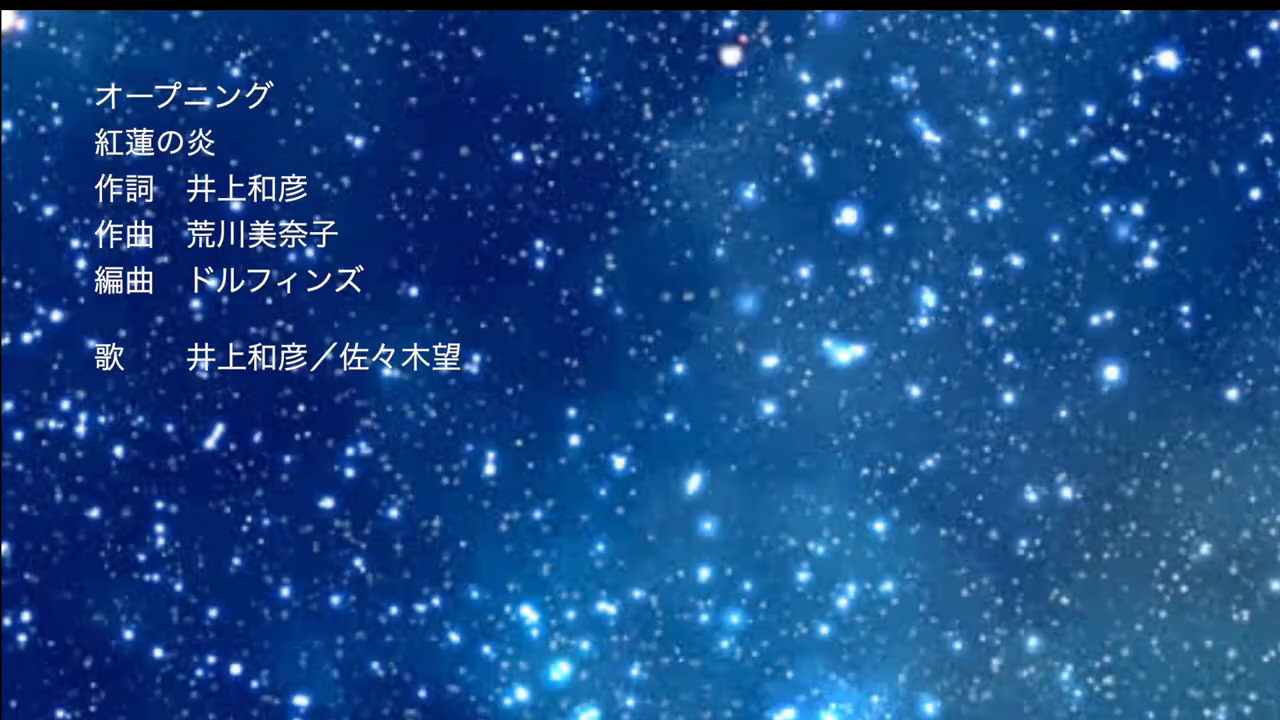 オープニング
紅蓮の炎
作詞　井上和彦
作曲　荒川美奈子
編曲　ドルフィンズ
歌　　井上和彦／佐々木望